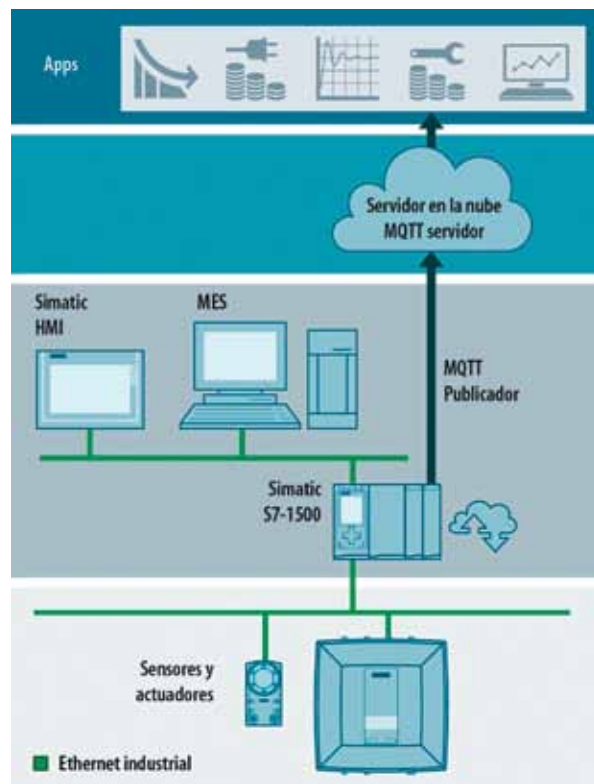 Apps
Servidor en la nube
MQTT servidor
Simatic
HMI
MES
MQTT
Publicador
Simatic
S7-1500
Sensores y
actuadores
Ethernet industrial